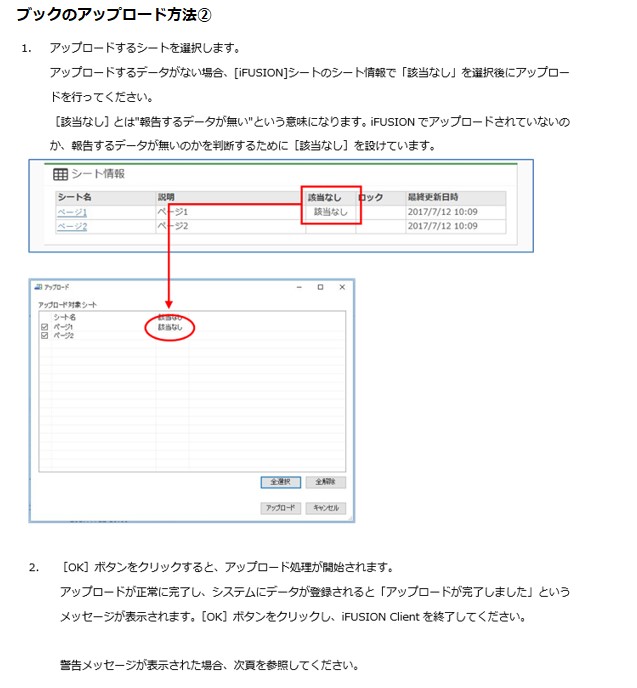 ブックのアップロード方法②
1. アップロードするシートを選択します。
アップロードするデータがない場合、[iFUSION]シートのシート情報で「該当なし」を選択後にアップロー
ドを行ってください。
［該当なし］とは"報告するデータが無い"という意味になります。iFUSION でアップロードされていないの
か、報告するデータが無いのかを判断するために［該当なし］を設けています。
シート情報
シート名 説明 該当なし ロック 最終更新日時
ページ1 ページ1 該当なし 2017/7/12 10:09
ページ2 ページ2 2017/7/12 10:09
アップロード
アップロード対象シート
シート名 該当なし
ページ1 該当なし
ページ2
全選択 全解除
アップロード キャンセル
2. ［OK］ボタンをクリックすると、アップロード処理が開始されます。
アップロードが正常に完了し、システムにデータが登録されると「アップロードが完了しました」という
メッセージが表示されます。［OK］ボタンをクリックし、iFUSION Client を終了してください。
警告メッセージが表示された場合、次頁を参照してください。